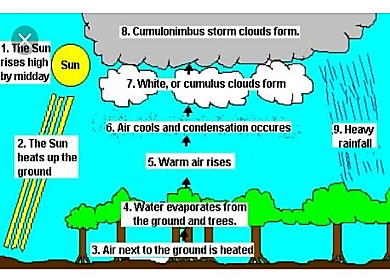 8. Cumulonimbus storm clouds form.
1. The Sun
rises high
by midday
Sun
7. White, or cumulus clouds form
6. Air cools and condensation occures
9. Heavy
rainfall
2. The Sun
heats up the
ground
5. Warm air rises
4. Water evaporates from
the ground and trees.
3. Air next to the ground is heated